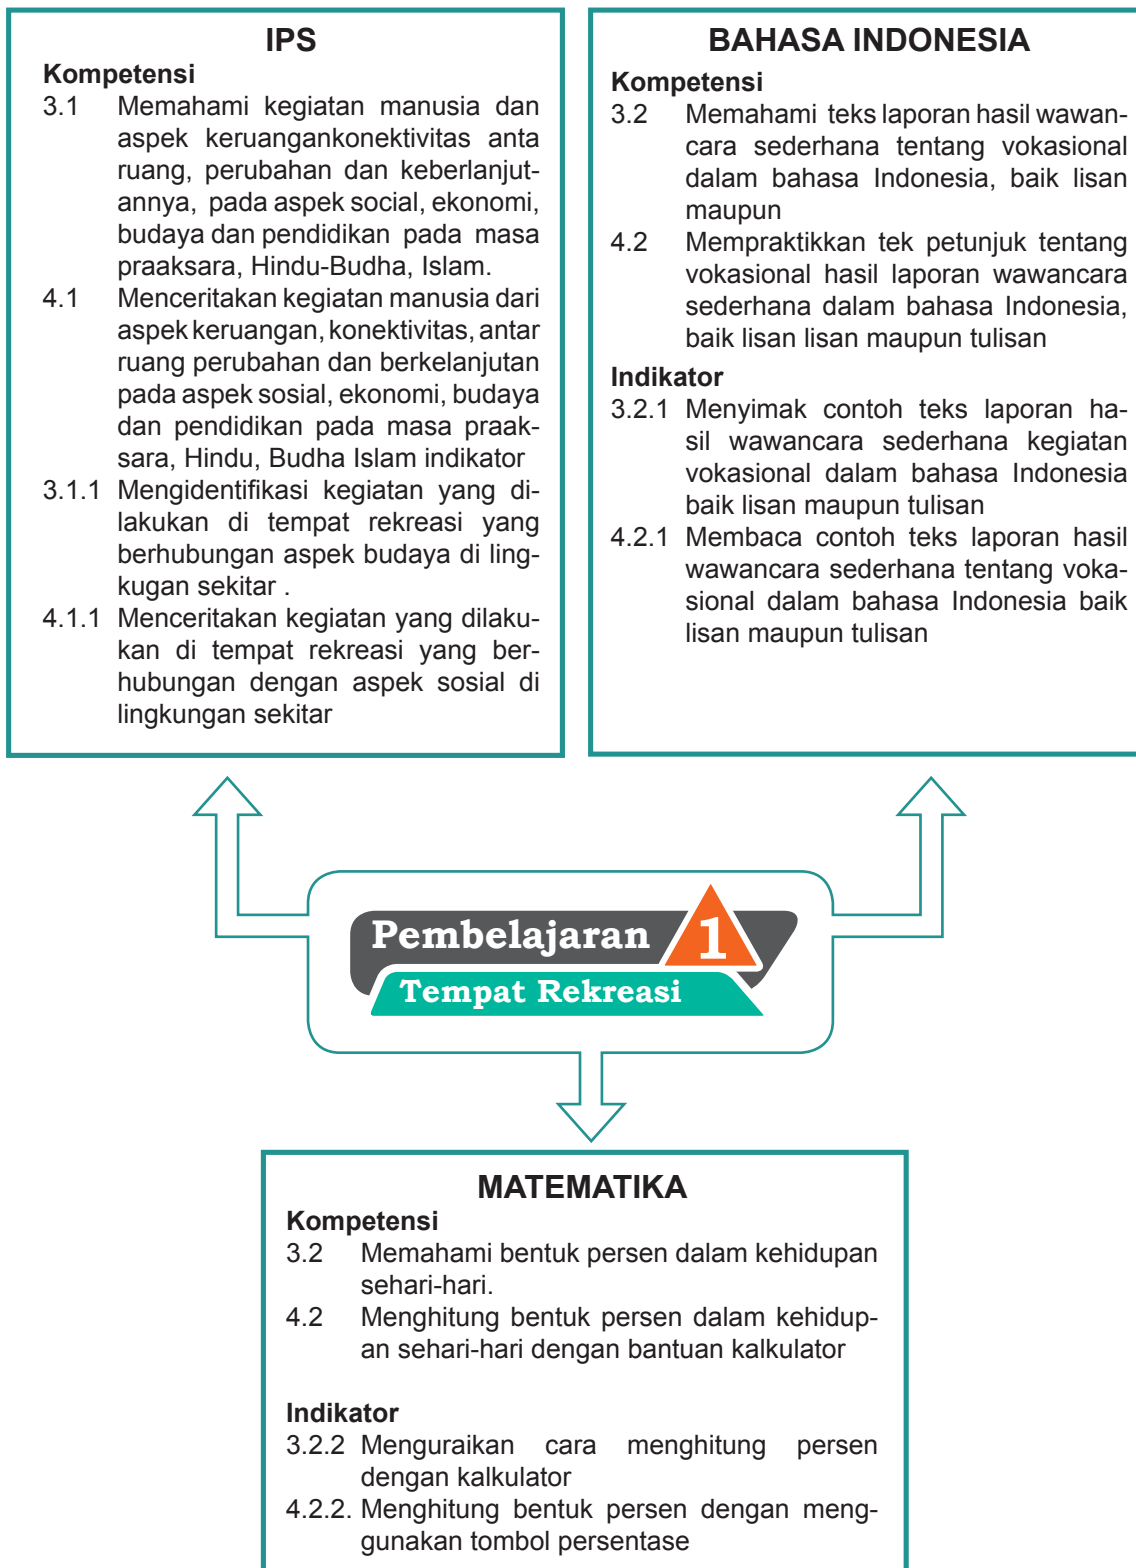 IPS
Kompetensi
3.1 Memahami kegiatan manusia dan
aspek keruangankonektivitas anta
ruang, perubahan dan keberlanjut-
annya, pada aspek social, ekonomi,
budaya dan pendidikan pada masa
praaksara, Hindu-Budha, Islam.
4.1 Menceritakan kegiatan manusia dari
aspek keruangan, konektivitas, antar
ruang perubahan dan berkelanjutan
pada aspek sosial, ekonomi, budaya
dan pendidikan pada masa praak-
sara, Hindu, Budha Islam indikator
3.1.1 Mengidentifikasi kegiatan yang di-
lakukan di tempat rekreasi yang
berhubungan aspek budaya di ling-
kugan sekitar .
4.1.1 Menceritakan kegiatan yang dilaku-
kan di tempat rekreasi yang ber-
hubungan dengan aspek sosial di
lingkungan sekitar
BAHASA INDONESIA
Kompetensi
3.2 Memahami teks laporan hasil wawan-
cara sederhana tentang vokasional
dalam bahasa Indonesia, baik lisan
maupun
4.2 Mempraktikkan tek petunjuk tentang
vokasional hasil laporan wawancara
sederhana dalam bahasa Indonesia,
baik lisan lisan maupun tulisan
Indikator
3.2.1 Menyimak contoh teks laporan ha-
sil wawancara sederhana kegiatan
vokasional dalam bahasa Indonesia
baik lisan maupun tulisan
4.2.1 Membaca contoh teks laporan hasil
wawancara sederhana tentang voka-
sional dalam bahasa Indonesia baik
lisan maupun tulisan
Pembelajaran 1
Tempat Rekreasi
MATEMATIKA
Kompetensi
3.2 Memahami bentuk persen dalam kehidupan
sehari-hari.
4.2 Menghitung bentuk persen dalam kehidup-
an sehari-hari dengan bantuan kalkulator
Indikator
3.2.2 Menguraikan cara menghitung persen
dengan kalkulator
4.2.2. Menghitung bentuk persen dengan meng-
gunakan tombol persentase